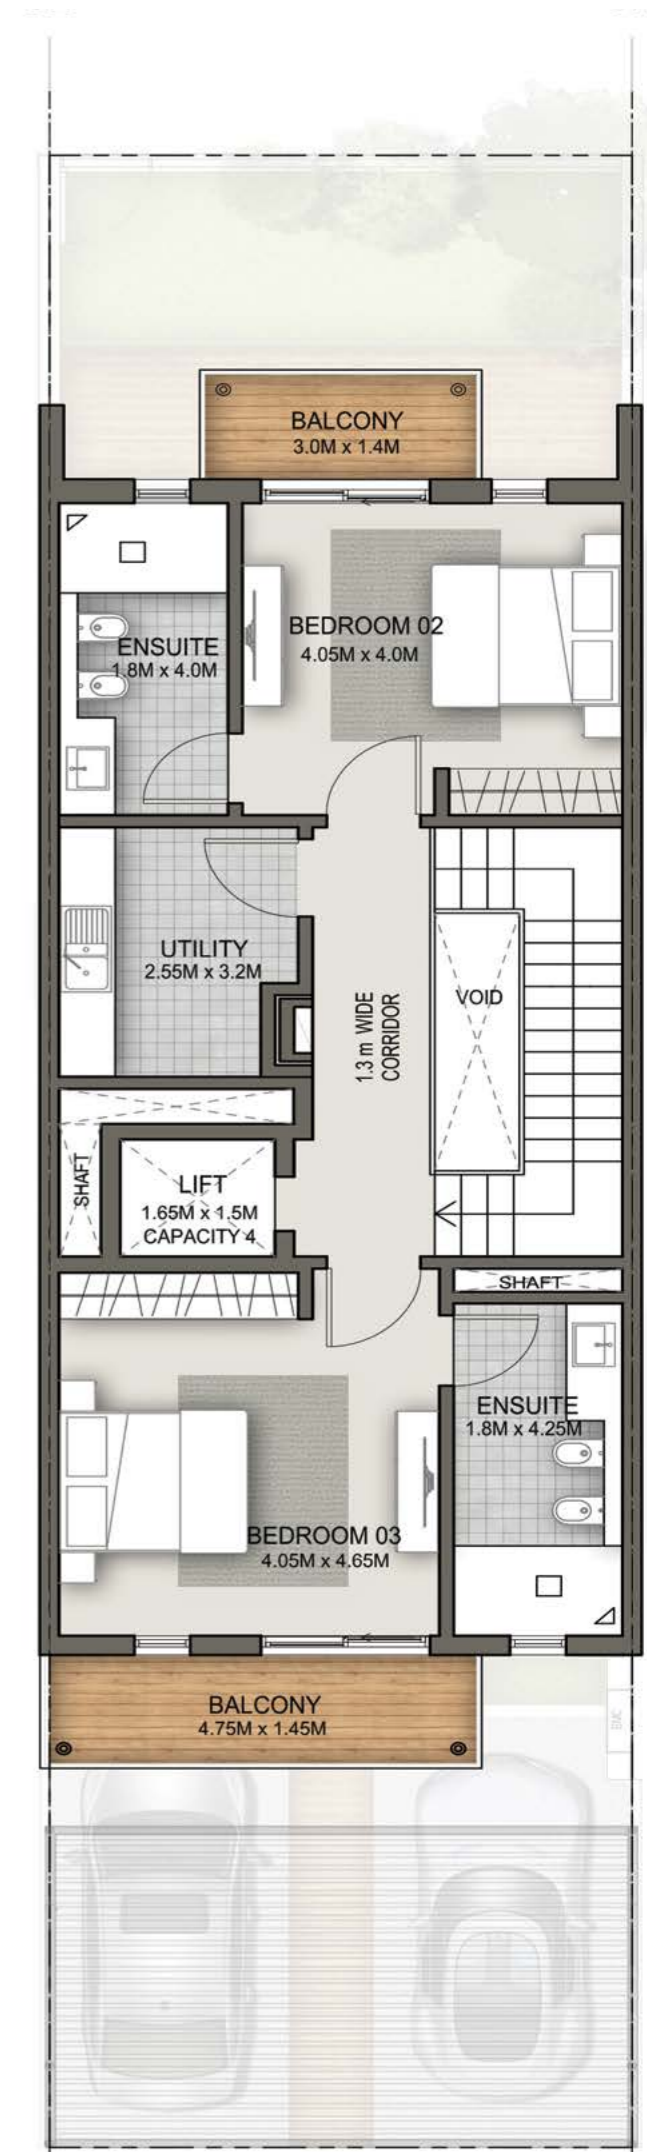 BALCONY
3.0M x 1.4M
BEDROOM 02
4.05M x 4.0M
ENSUITE
1.8M x 4.0M
UTILITY
2.55M x 3.2M
1.3 m WIDE
CORRIDOR
VOID
SHAFT
LIFT
1.65M x 1.5M
CAPACITY 4
SHAFT
ENSUITE
1.8M x 4.25M
BEDROOM 03
4.05M x 4.65M
BALCONY
4.75M x 1.45M